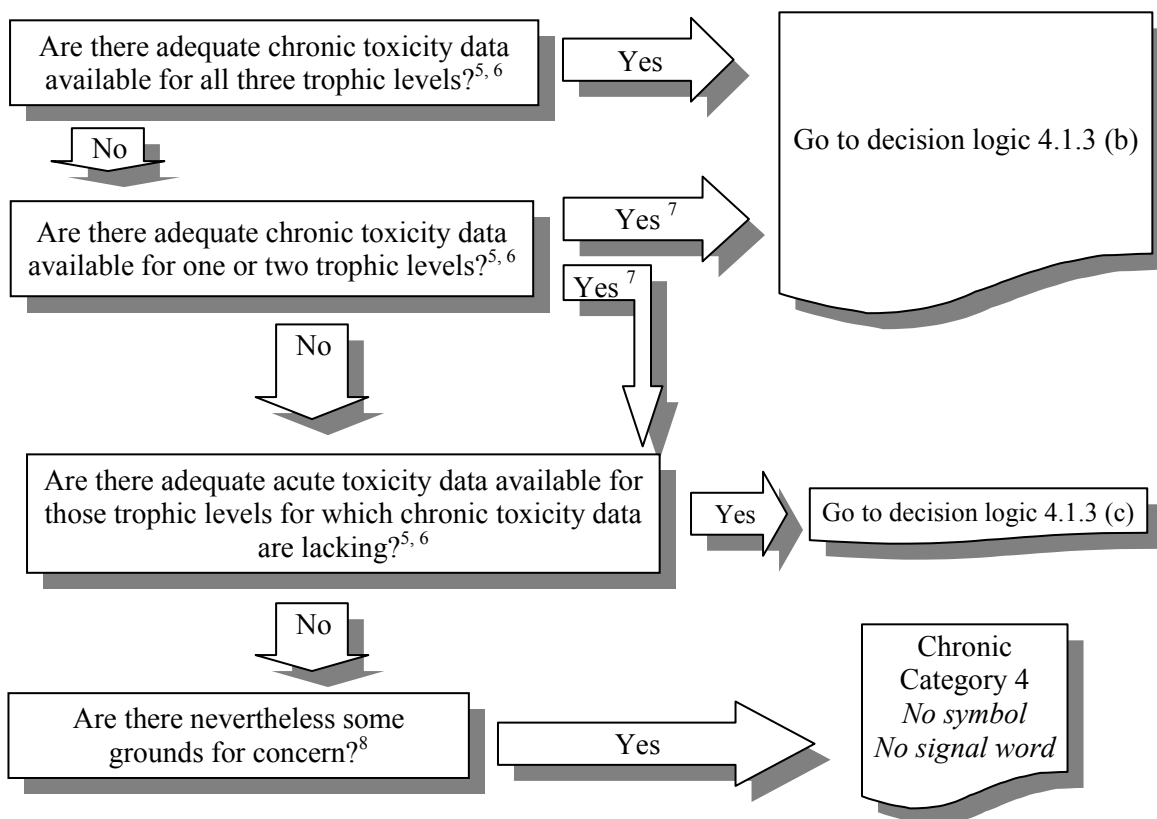 Are there adequate chronic toxicity data
available for all three trophic levels?5, 6
Yes
Go to decision logic 4.1.3 (b)
No
Are there adequate chronic toxicity data
available for one or two trophic levels?5, 6
Yes 7
Yes 7
No
Are there adequate acute toxicity data available for
those trophic levels for which chronic toxicity data
are lacking?5, 6
Yes
Go to decision logic 4.1.3 (c)
No
Are there nevertheless some
grounds for concern?8
Yes
Chronic
Category 4
No symbol
No signal word